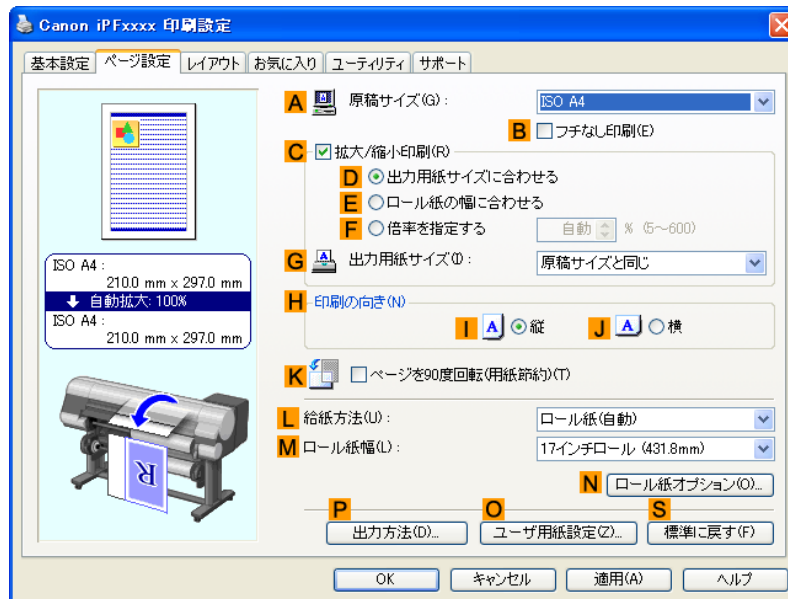 Canon iPFxxxx 印刷設定
基本設定 ページ設定 レイアウト お気に入り ユーティリティ サポート
A 原稿サイズ(G): ISO A4
B フチなし印刷(E)
C 拡大/縮小印刷(R)
D 出力用紙サイズに合わせる
E ロール紙の幅に合わせる
F 倍率を指定する 自動 % (5～600)
G 出力用紙サイズ(I): 原稿サイズと同じ
ISO A4 :
210.0 mm x 297.0 mm
自動拡大: 100%
ISO A4 :
210.0 mm x 297.0 mm
H 印刷の向き(N)
I A 縦 J A 横
K ページを90度回転(用紙節約)(T)
L 給紙方法(U): ロール紙(自動)
M ロール紙幅(L): 17インチロール (431.8mm)
R
N ロール紙オプション(O)...
P O S
出力方法(D)... ユーザ用紙設定(Z)... 標準に戻す(F)
OK キャンセル 適用(A) ヘルプ